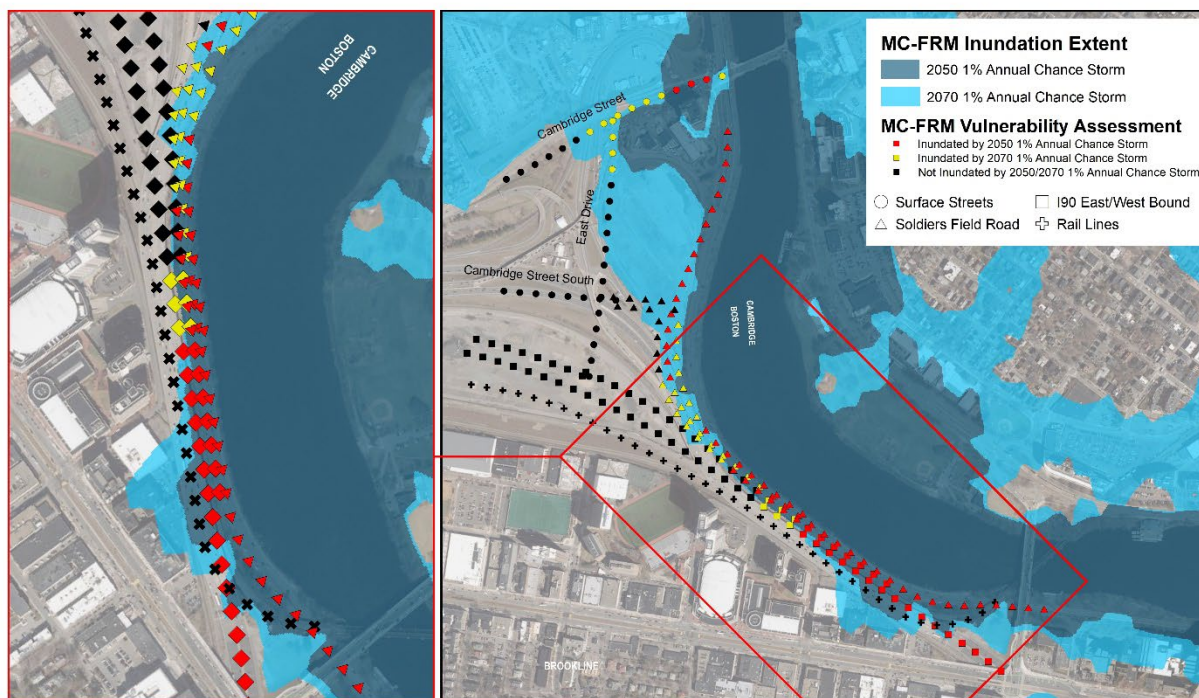 CAMBRIDGE
BOSTON
Cambridge Street
East Drive
Cambridge Street South
CAMBRIDGE
BOSTON
BROOKLINE
MC-FRM Inundation Extent
2050 1% Annual Chance Storm
2070 1% Annual Chance Storm
MC-FRM Vulnerability Assessment
Inundated by 2050 1% Annual Chance Storm
Inundated by 2070 1% Annual Chance Storm
Not Inundated by 2050/2070 1% Annual Chance Storm
Surface Streets
I90 East/West Bound
Soldiers Field Road
Rail Lines